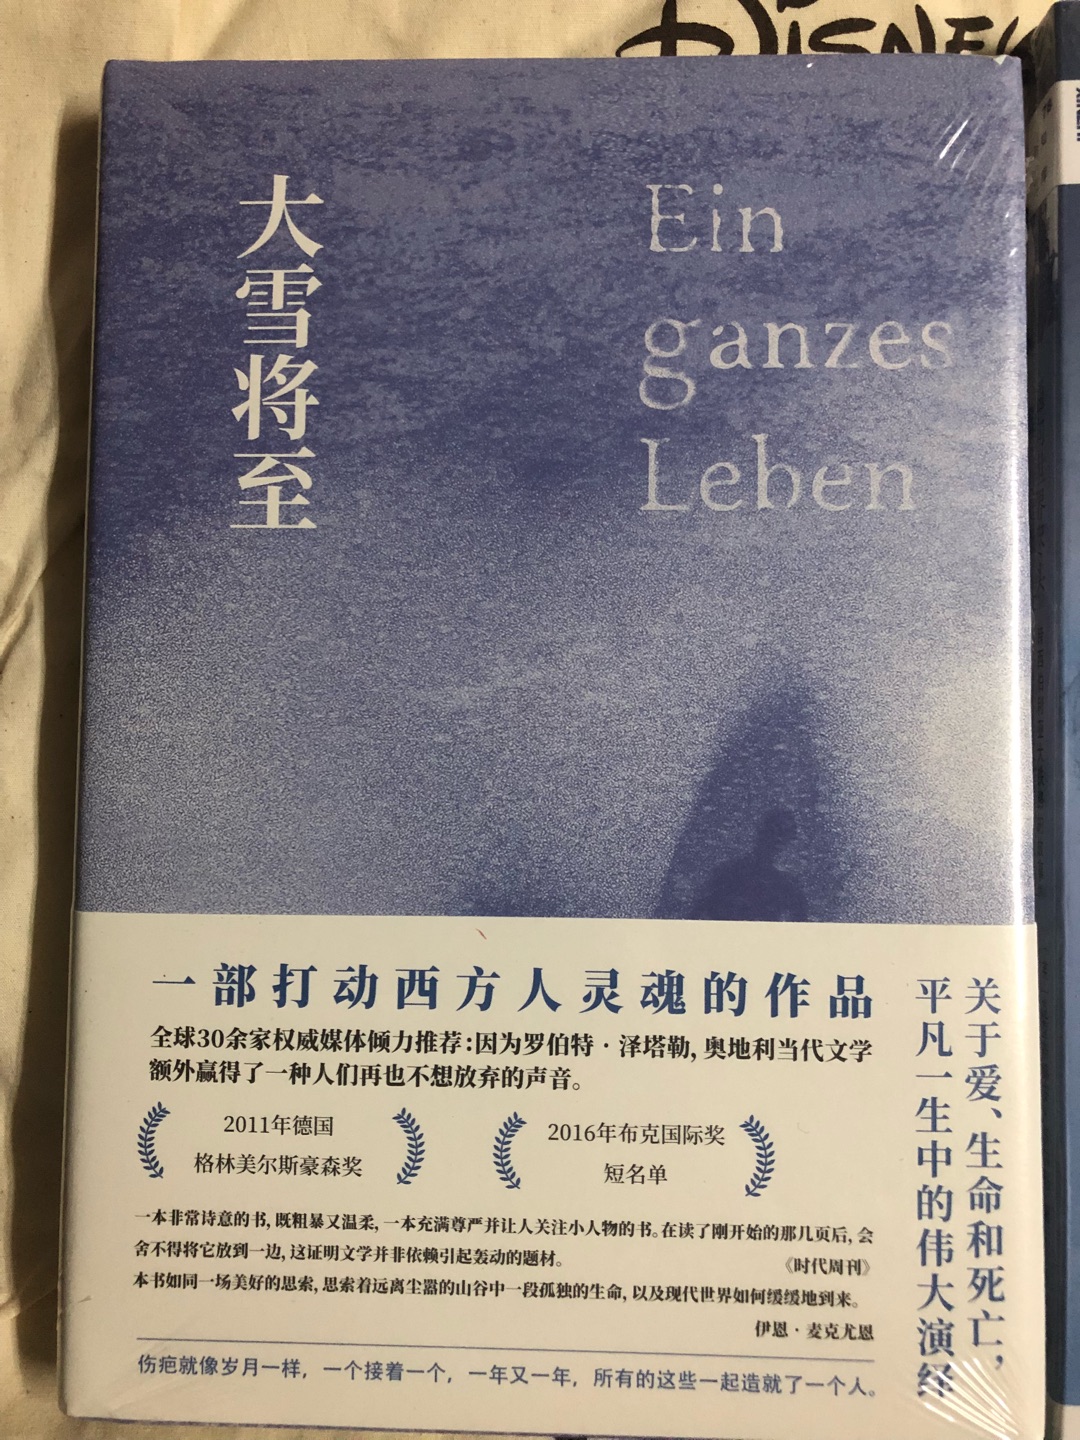 DISNEY
大雪将至
Ein
ganzes
Leben
一部打动西方人灵魂的作品
全球30余家权威媒体倾力推荐:因为罗伯特·泽塔勒,奥地利当代文学
额外赢得了一种人们再也不想放弃的声音。
2011年德国
格林美尔斯豪森奖
2016年布克国际奖
短名单
一本非常诗意的书,既粗暴又温柔,一本充满尊严并让人关注小人物的书。在读了刚开始的那几页后,会
舍不得将它放到一边,这证明文学并非依赖引起轰动的题材。
《时代周刊》
本书如同一场美好的思索,思索着远离尘嚣的山谷中一段孤独的生命,以及现代世界如何缓缓地到来。
伊恩·麦克尤恩
伤疤就像岁月一样,一个接着一个,一年又一年,所有的这些一起造就了一个人。
关于爱、生命和死亡,
平凡一生中的伟大演绎